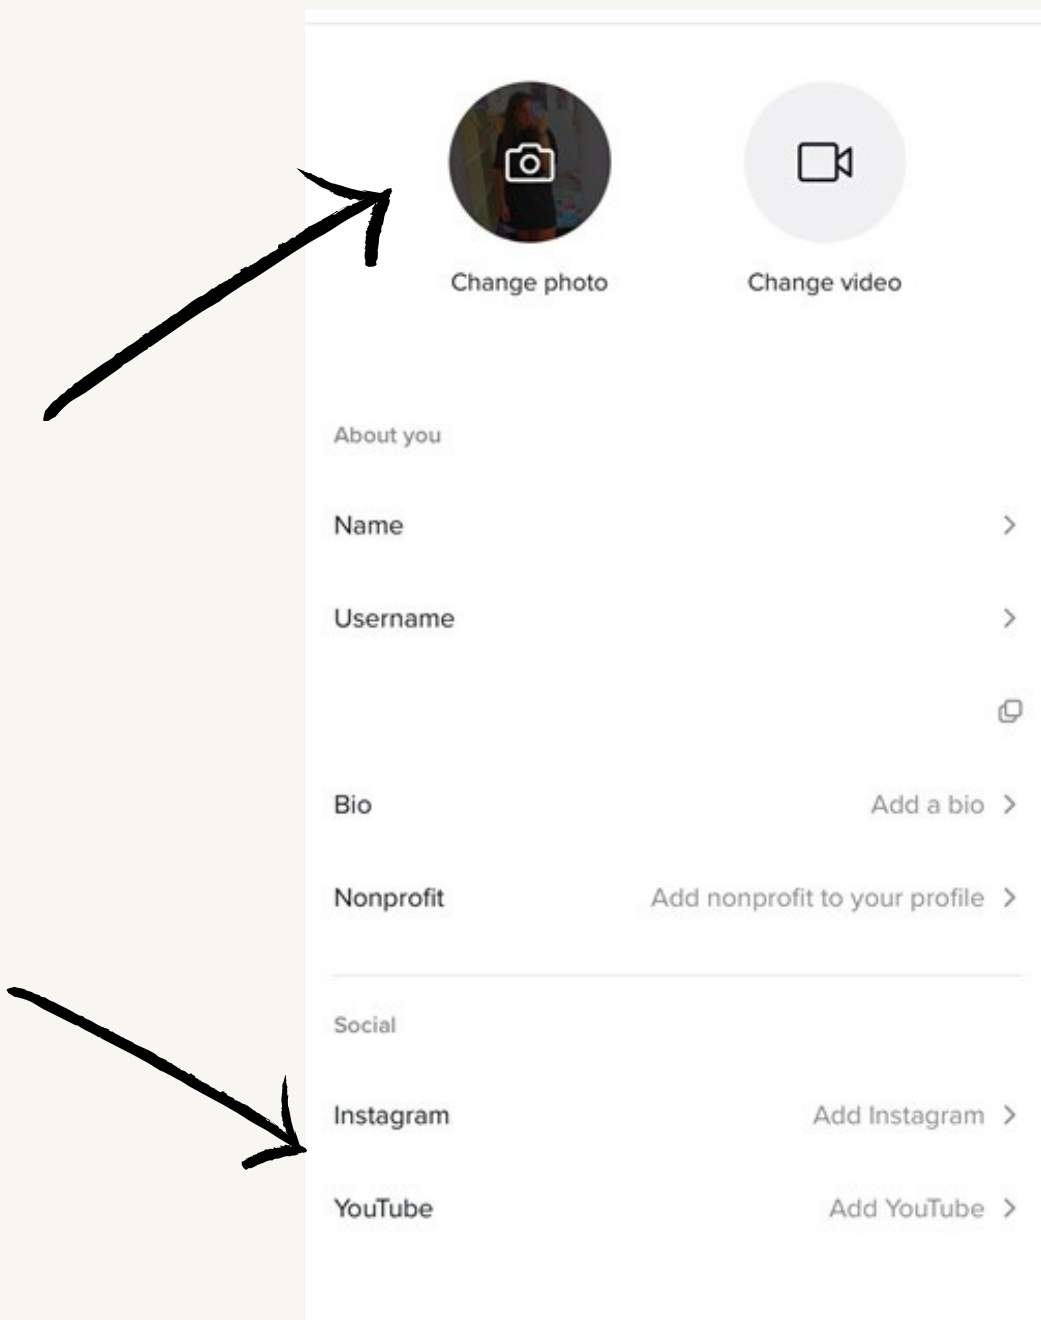 Change photo Change video
About you
Name
Username
Bio Add a bio
Nonprofit Add nonprofit to your profile
Social
Instagram Add Instagram
YouTube Add YouTube